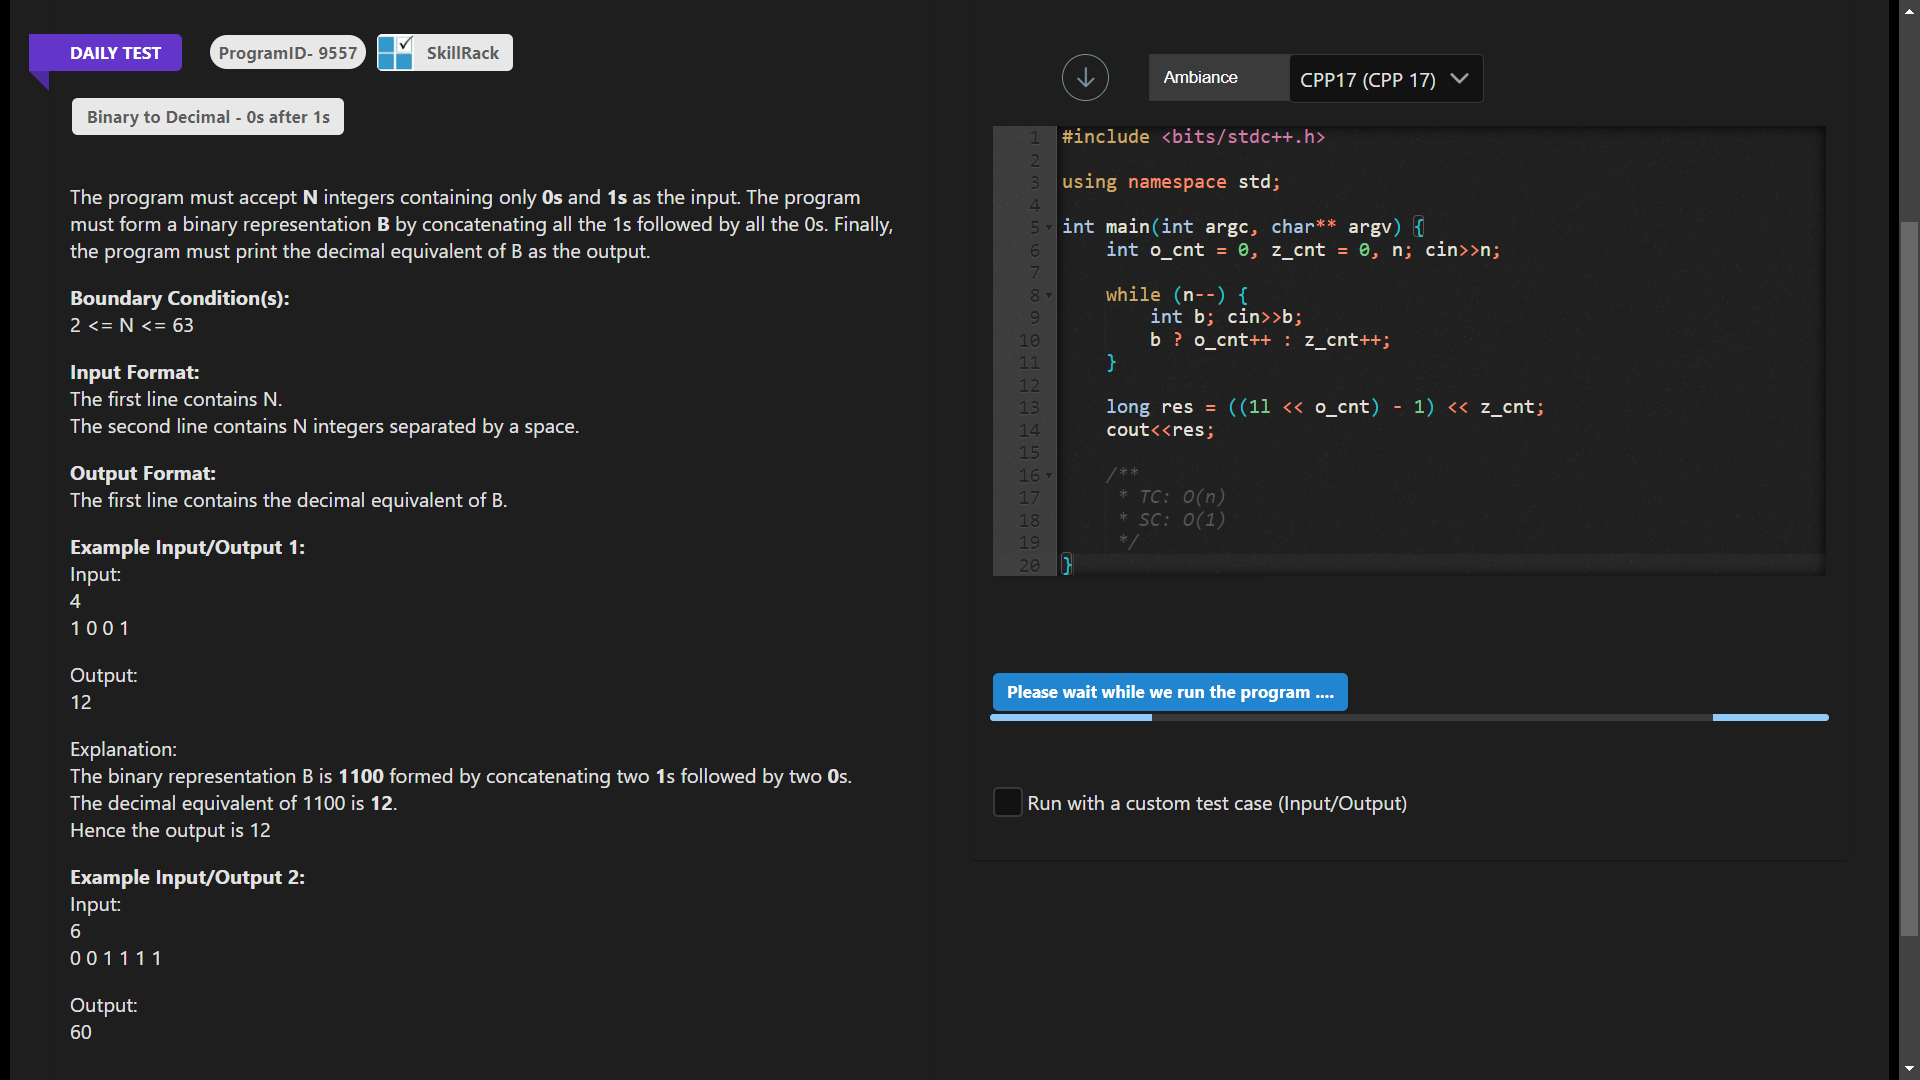 DAILY TEST
ProgramID- 9557
SkillRack
Binary to Decimal - 0s after 1s
The program must accept N integers containing only 0s and 1s as the input. The program
must form a binary representation B by concatenating all the 1s followed by all the 0s. Finally,
the program must print the decimal equivalent of B as the output.
Boundary Condition(s):
2 <= N <= 63
Input Format:
The first line contains N.
The second line contains N integers separated by a space.
Output Format:
The first line contains the decimal equivalent of B.
Example Input/Output 1:
Input:
4
1 0 0 1
Output:
12
Explanation:
The binary representation B is 1100 formed by concatenating two 1s followed by two 0s.
The decimal equivalent of 1100 is 12.
Hence the output is 12
Example Input/Output 2:
Input:
6
0 0 1 1 1 1
Output:
60
Ambiance
CPP17 (CPP 17)
1 #include <bits/stdc++.h>
2
3 using namespace std;
4
5 int main(int argc, char** argv) {
6     int o_cnt = 0, z_cnt = 0, n; cin>>n;
7
8     while (n--) {
9         int b; cin>>b;
10         b ? o_cnt++ : z_cnt++;
11     }
12
13     long res = ((1l << o_cnt) - 1) << z_cnt;
14     cout<<res;
15
16     /**
17      * TC: O(n)
18      * SC: O(1)
19      */
20 }
Please wait while we run the program ....
Run with a custom test case (Input/Output)